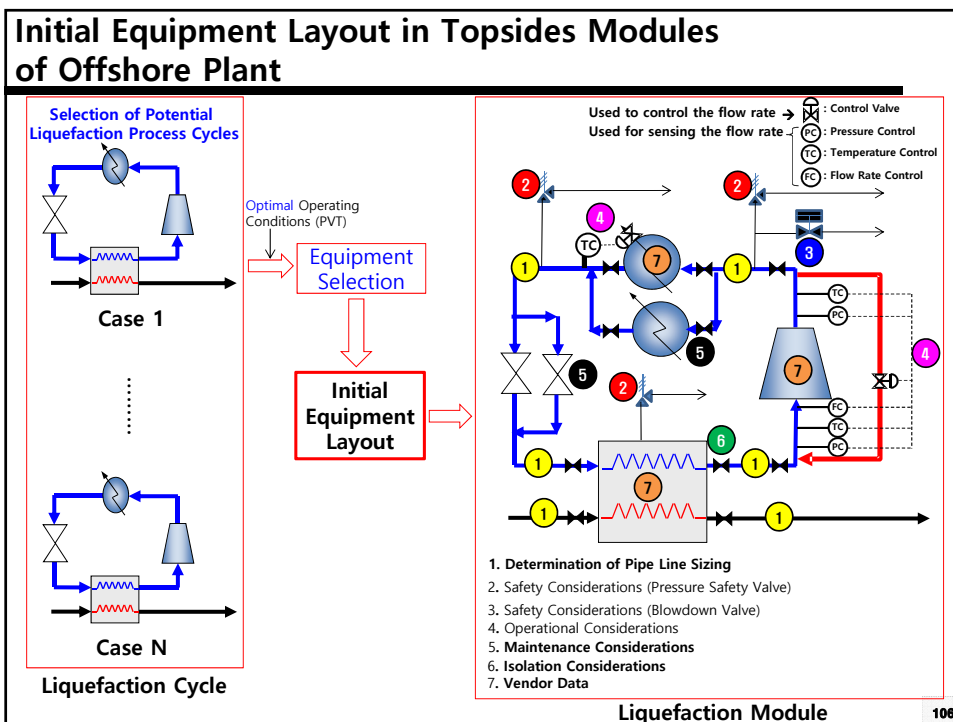 Initial Equipment Layout in Topsides Modules
of Offshore Plant
Selection of Potential
Liquefaction Process Cycles
Case 1
Case N
Liquefaction Cycle
Optimal Operating
Conditions (PVT)
Equipment
Selection
Initial
Equipment
Layout
Used to control the flow rate
: Control Valve
Used for sensing the flow rate
PC : Pressure Control
TC : Temperature Control
FC : Flow Rate Control
2
2
4
TC
3
1
7
1
TC
PC
5
4
5
7
2
FC
TC
PC
6
1
1
7
1
1
1. Determination of Pipe Line Sizing
2. Safety Considerations (Pressure Safety Valve)
3. Safety Considerations (Blowdown Valve)
4. Operational Considerations
5. Maintenance Considerations
6. Isolation Considerations
7. Vendor Data
Liquefaction Module
106